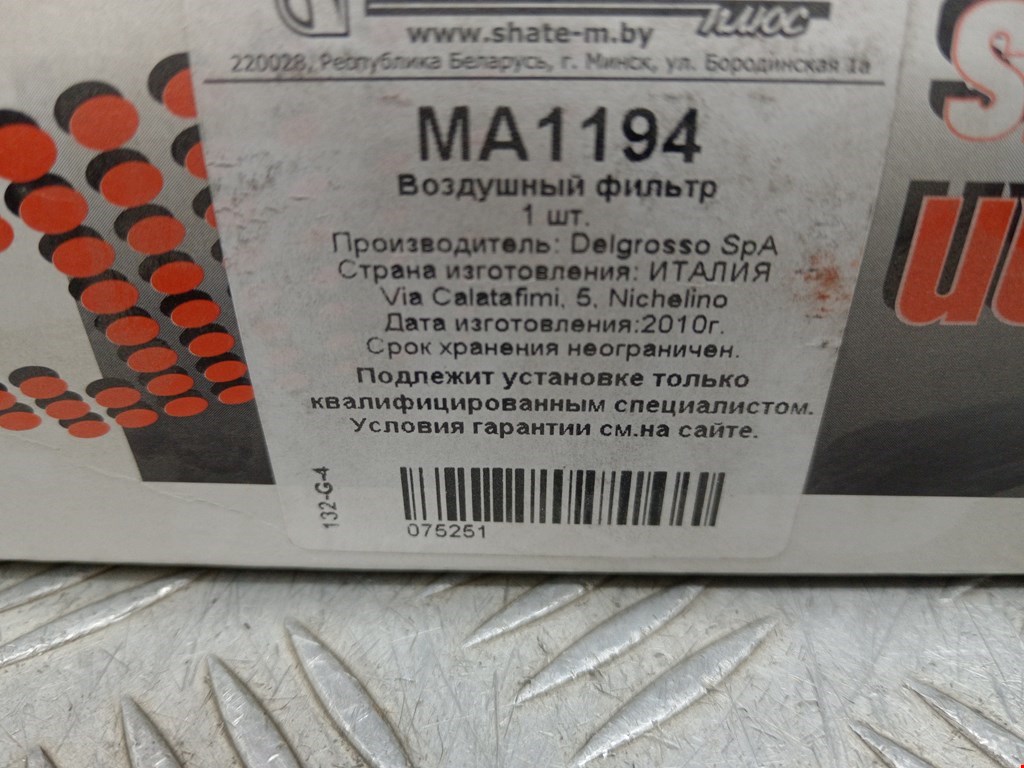 ПЛЮС
www.shate-m.by
220028, Республика Беларусь, г. Минск, ул. Бородинская 1а
MA1194
Воздушный фильтр
1 шт.
Производитель: Delgrosso SpA
Страна изготовления: ИТАЛИЯ
Via Calatafimi, 5, Nichelino
Дата изготовления:2010г.
Срок хранения неограничен.
Подлежит установке только
квалифицированным специалистом.
Условия гарантии см.на сайте.
132-G-4
075251